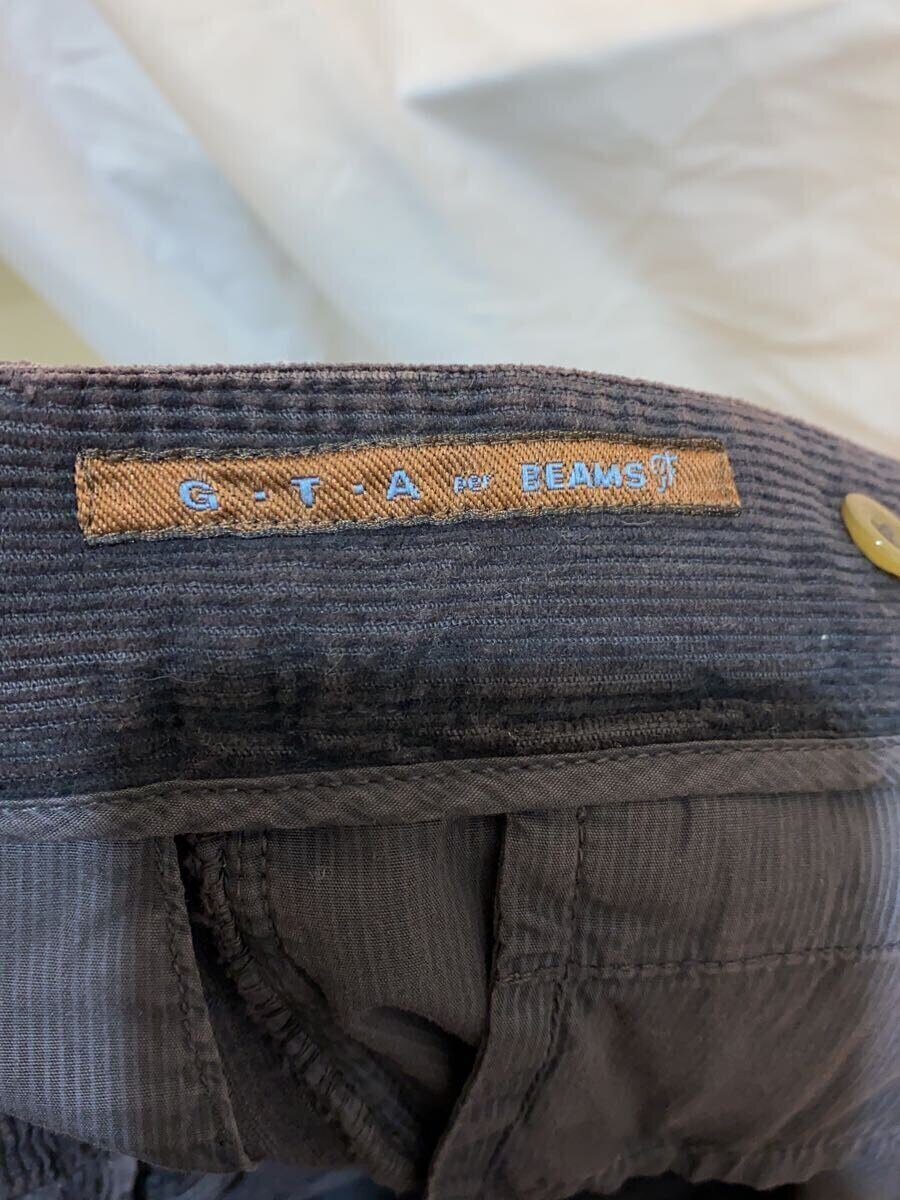 G · T · A per BEAMS F